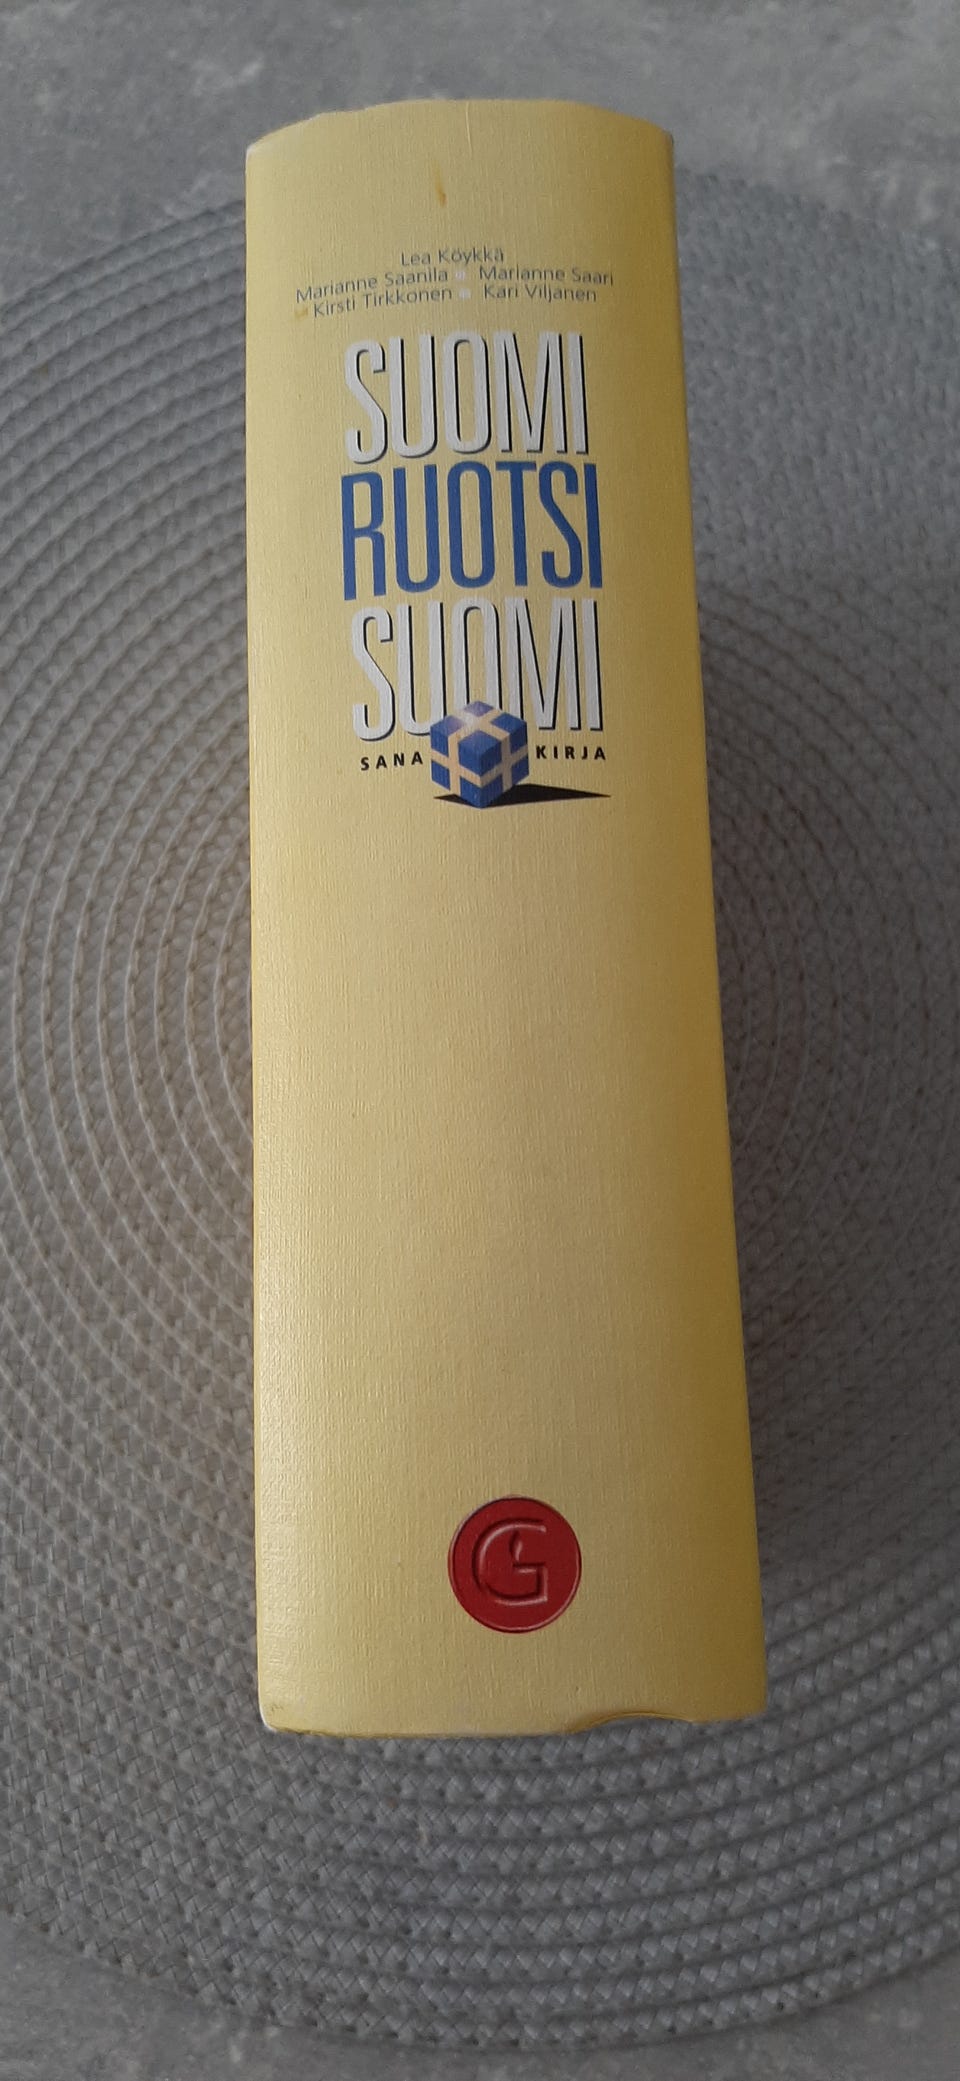 Lea Köykkä
Marianne Saanila • Marianne Saari
Kirsti Tirkkonen • Kari Viljanen
SUOMI
RUOTSI
SUOMI
SANA KIRJA
G